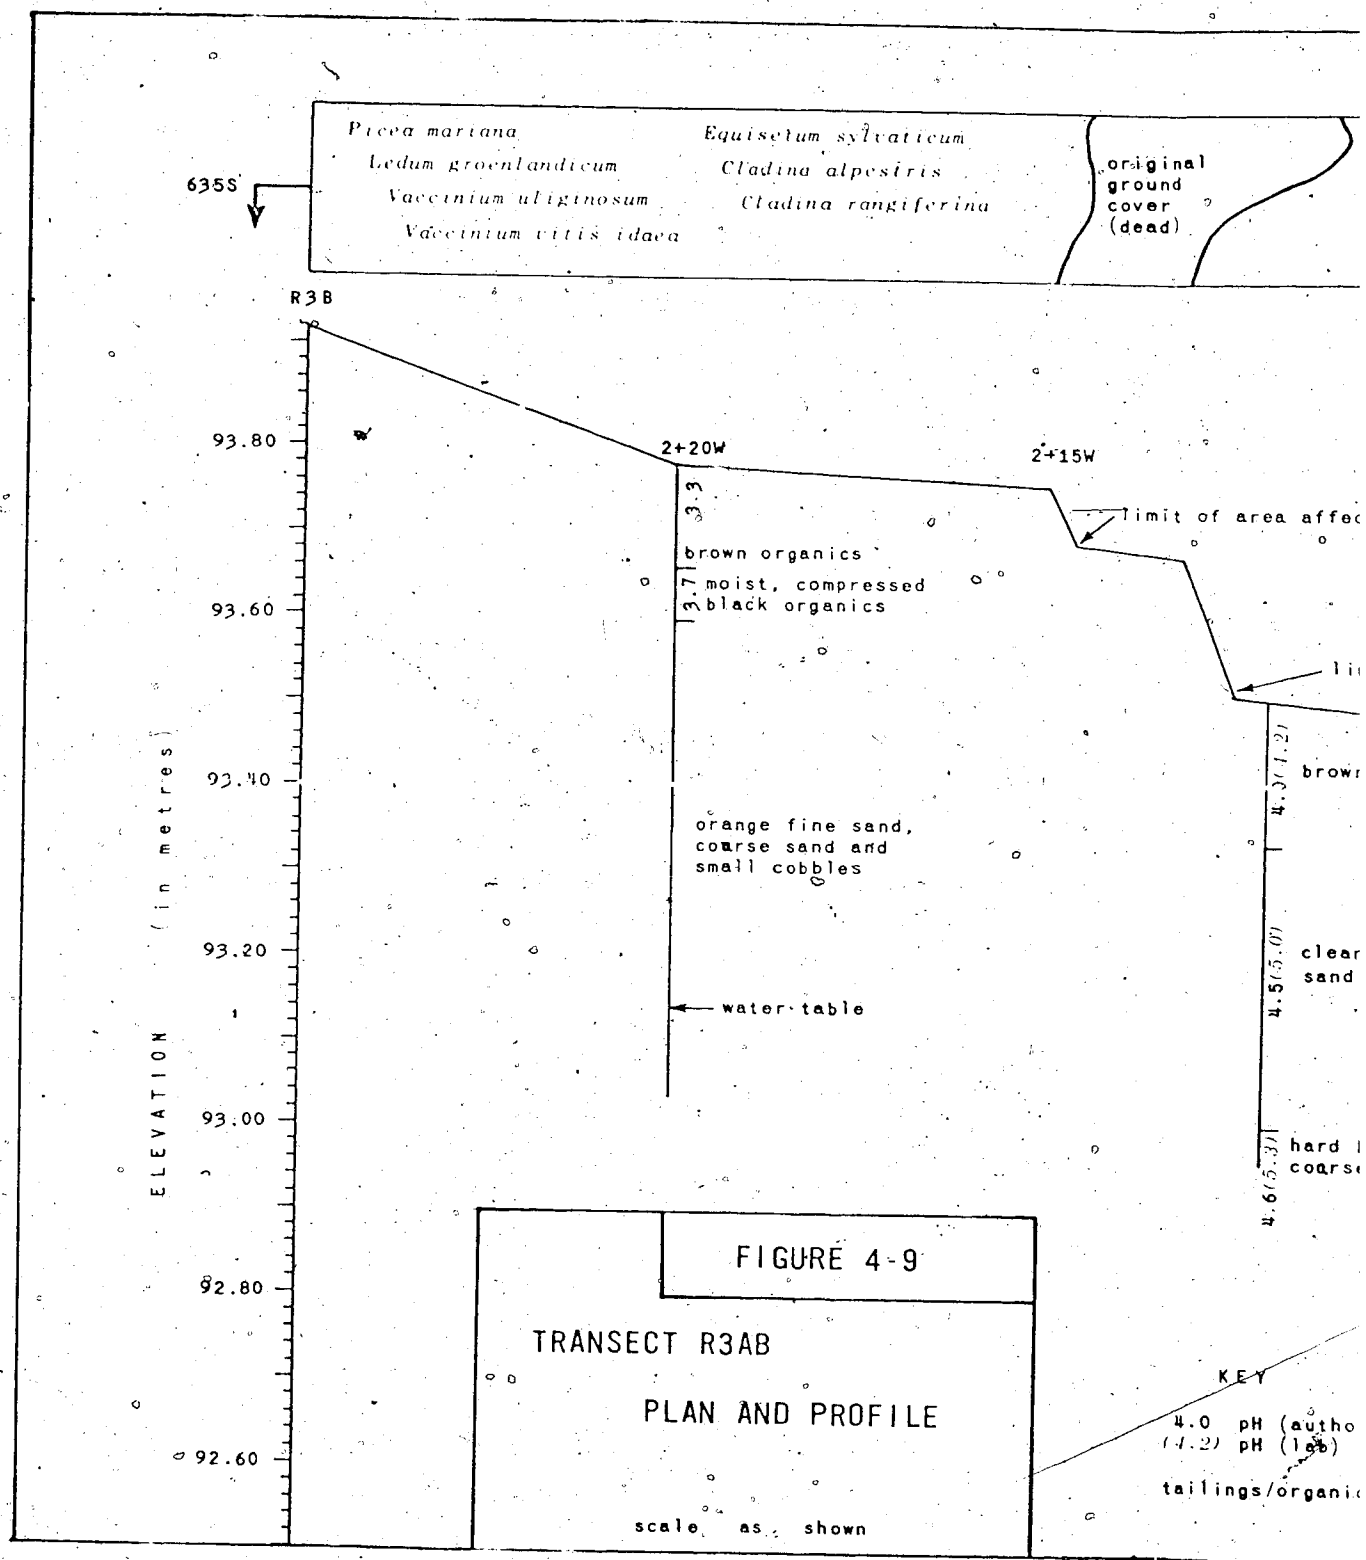 Picea mariana
Ledum groenlandicum
Vaccinium uliginosum
Vaccinium vitis idaea
Equisetum sylvaticum
Cladina alpestris
Cladina rangiferina
original
ground
cover
(dead)
635S
R3B
2+20W
2+15W
93.80
93.60
93.40
93.20
93.00
92.80
92.60
ELEVATION (in metres)
3.3
brown organics
3.7
moist, compressed
black organics
orange fine sand,
coarse sand and
small cobbles
water table
limit of area affec
brown
4.5(5.0)
clear
sand
4.6(5.3)
hard
coarse
FIGURE 4-9
TRANSECT R3AB
PLAN AND PROFILE
scale as shown
KEY
4.0 pH (autho
(4.2) pH (lab)
tailings/organic